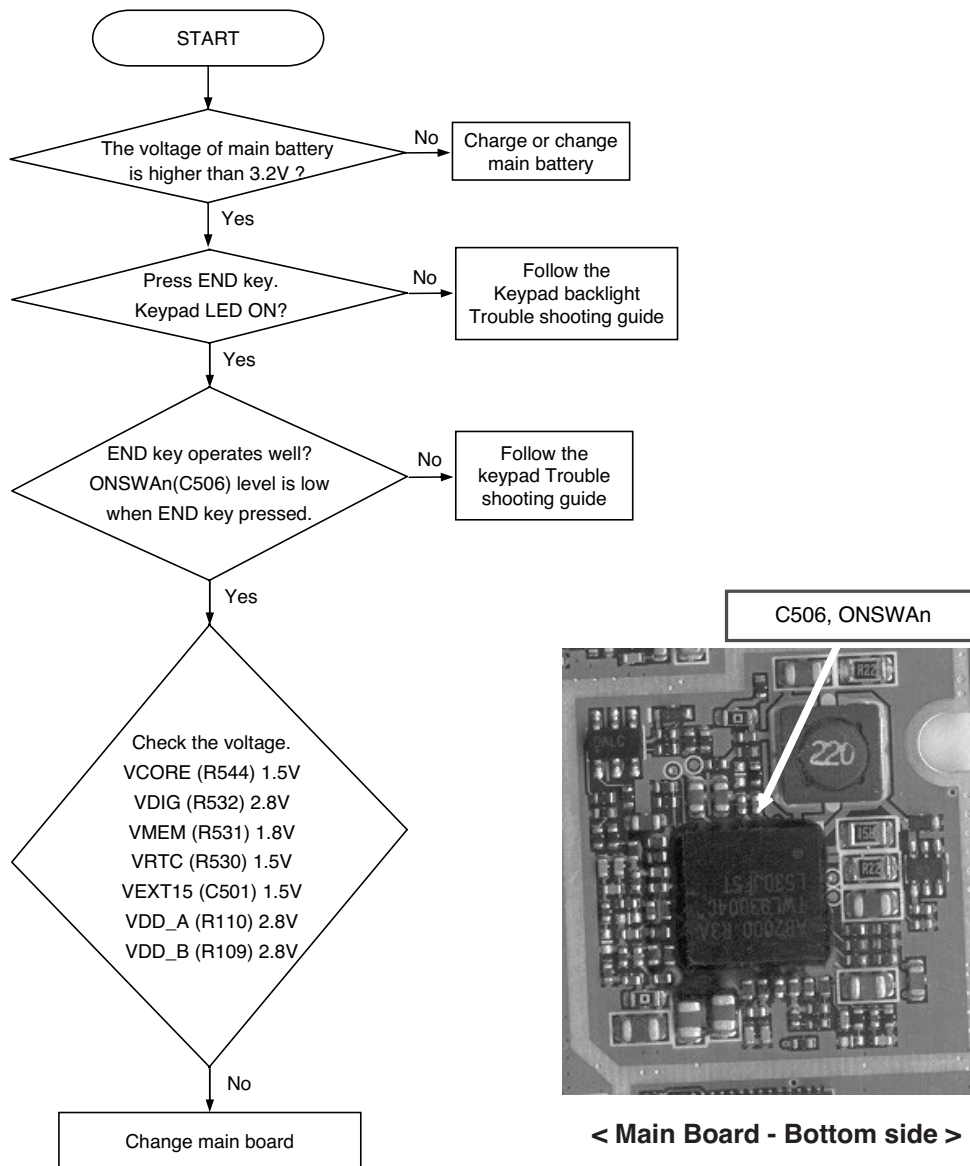 START
The voltage of main battery
is higher than 3.2V ?
No
Charge or change
main battery
Yes
Press END key.
Keypad LED ON?
No
Follow the
Keypad backlight
Trouble shooting guide
Yes
END key operates well?
ONSWAn(C506) level is low
when END key pressed.
No
Follow the
keypad Trouble
shooting guide
Yes
Check the voltage.
VCORE (R544) 1.5V
VDIG (R532) 2.8V
VMEM (R531) 1.8V
VRTC (R530) 1.5V
VEXT15 (C501) 1.5V
VDD_A (R110) 2.8V
VDD_B (R109) 2.8V
No
Change main board
C506, ONSWAn
R22
220
R22
AB2000 R3A
TWL93004C
< Main Board - Bottom side >